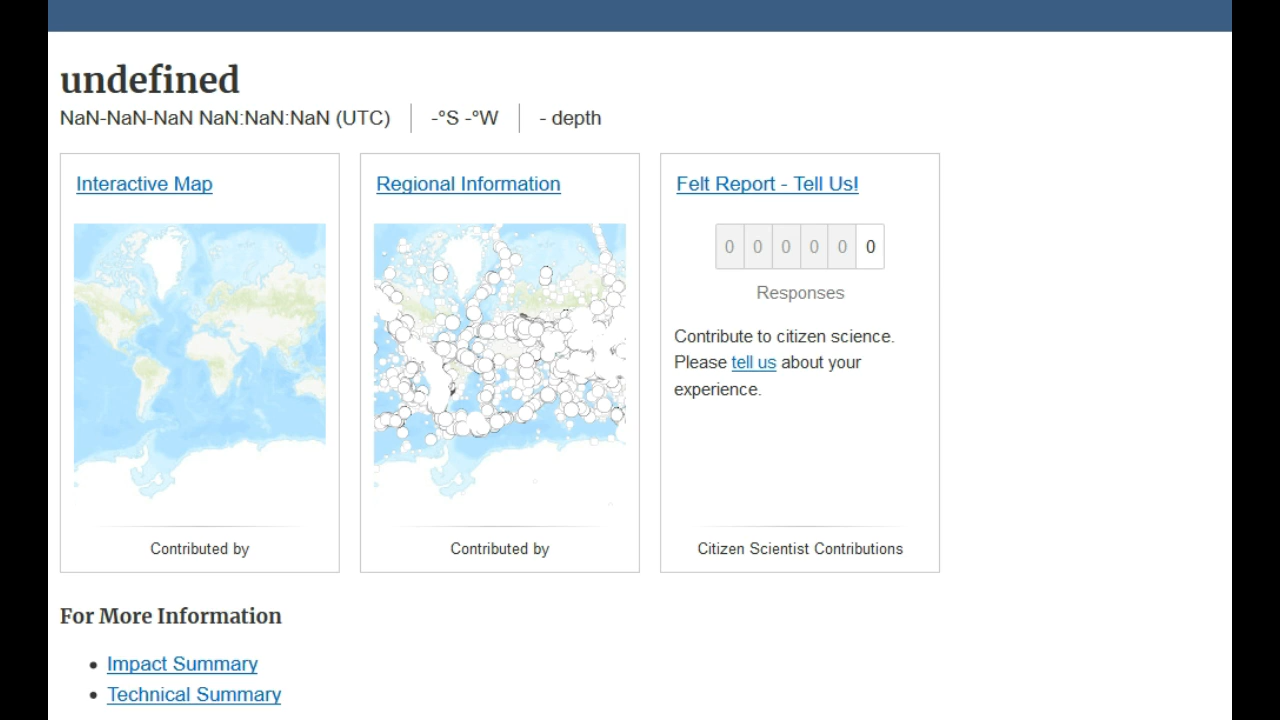 undefined
NaN-NaN-NaN NaN:NaN:NaN (UTC) -°S -°W - depth
Interactive Map
Regional Information
Felt Report - Tell Us!
0 0 0 0 0 0
Responses
Contribute to citizen science.
Please tell us about your
experience.
Contributed by
Contributed by
Citizen Scientist Contributions
For More Information
• Impact Summary
• Technical Summary